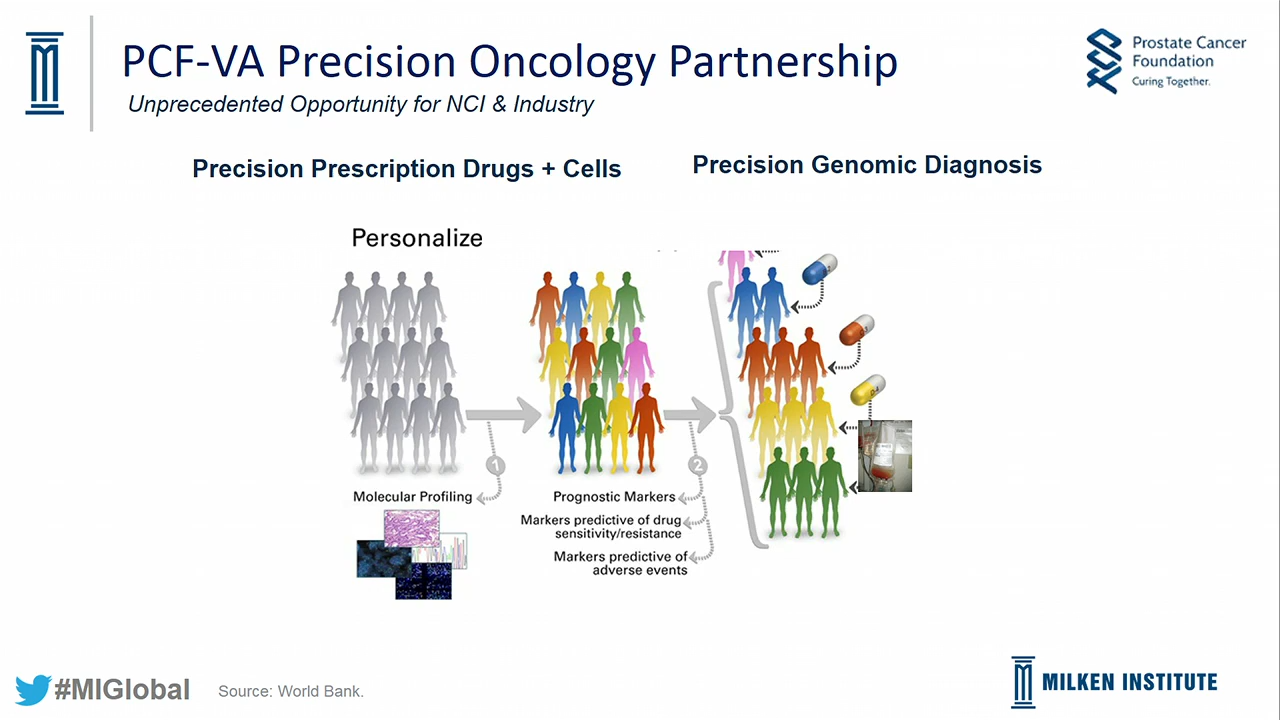 PCF-VA Precision Oncology Partnership
Unprecedented Opportunity for NCI & Industry
Prostate Cancer
Foundation
Curing Together.
Precision Prescription Drugs + Cells
Precision Genomic Diagnosis
Personalize
1
2
Molecular Profiling
Prognostic Markers
Markers predictive of drug
sensitivity/resistance
Markers predictive of
adverse events
#MIGlobal
Source: World Bank.
MILKEN INSTITUTE